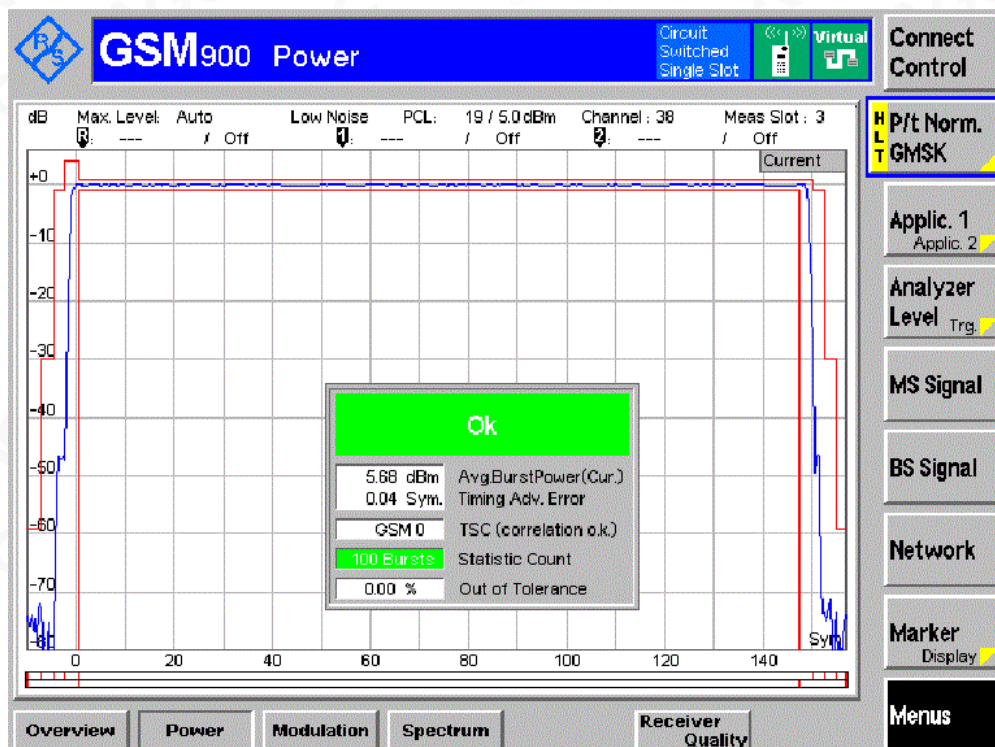 R/S
GSM900 Power
Circuit
Switched
Single Slot
Virtual
Connect
Control
dB Max. Level: Auto Low Noise PCL: 19 / 5.0 dBm Channel : 38 Meas Slot : 3
R: --- / Off 1: --- / Off 2: --- / Off
Current
HLT
P/t Norm.
GMSK
Applic. 1
Applic. 2
Analyzer
Level Trg.
MS Signal
BS Signal
Network
Marker
Display
Menus
+0
-10
-20
-30
-40
-50
-60
-70
-80
Ok
5.68 dBm Avg.BurstPower(Cur.)
0.04 Sym. Timing Adv. Error
GSM 0 TSC (correlation o.k.)
100 Bursts Statistic Count
0.00 % Out of Tolerance
Sym
0 20 40 60 80 100 120 140
Overview Power Modulation Spectrum Receiver
Quality